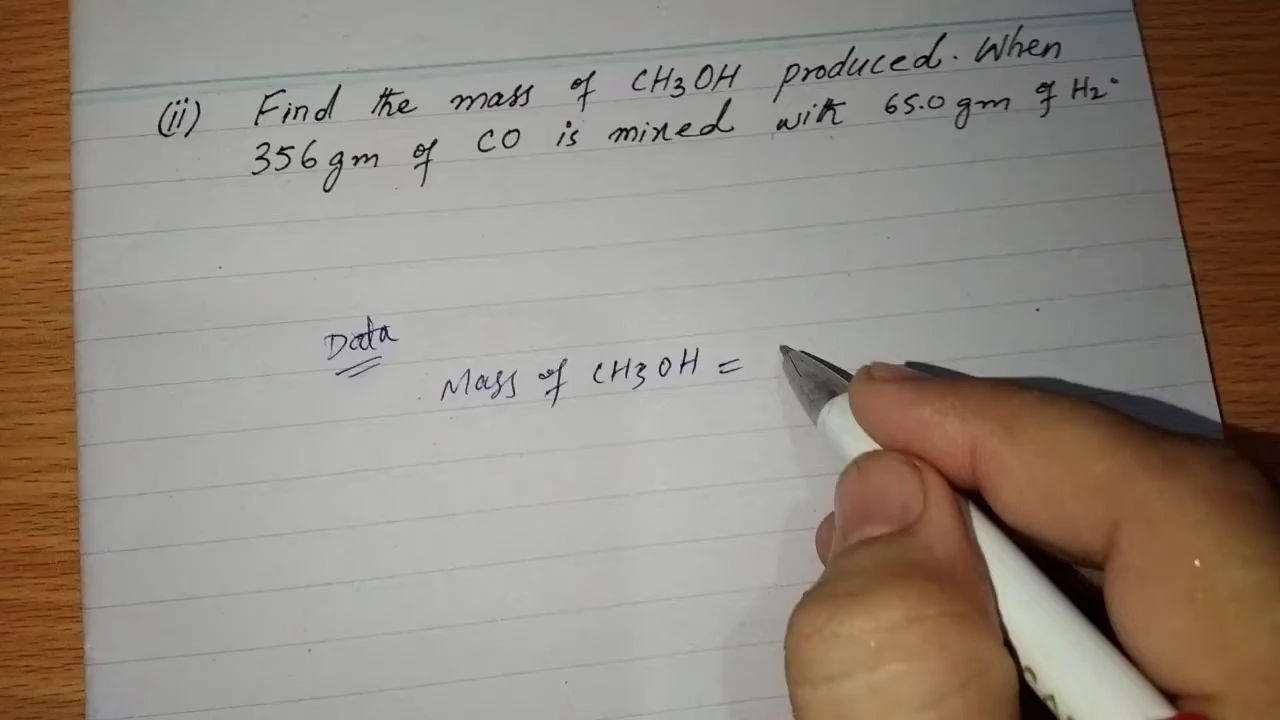 (ii) Find the mass of CH3OH produced. When
356 gm of CO is mixed with 65.0 gm of H2.
Data
Mass of CH3OH =